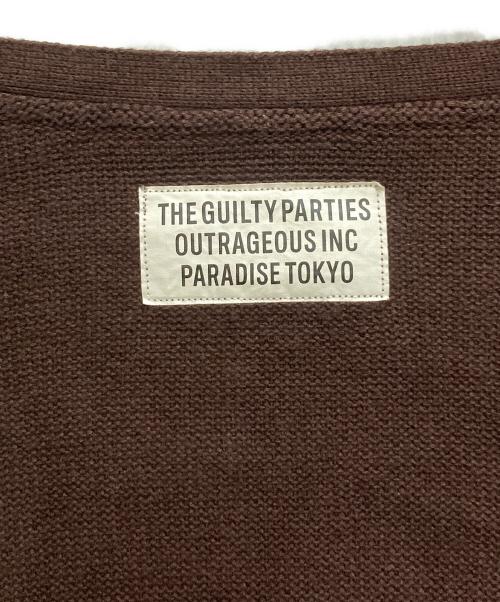 THE GUILTY PARTIES
OUTRAGEOUS INC
PARADISE TOKYO